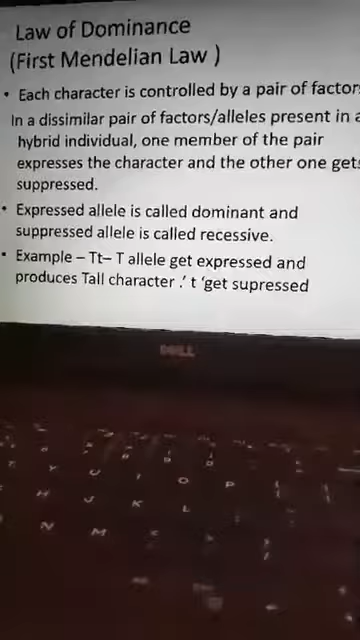 Law of Dominance
(First Mendelian Law )
• Each character is controlled by a pair of factor
In a dissimilar pair of factors/alleles present in a
hybrid individual, one member of the pair
expresses the character and the other one gets
suppressed.
• Expressed allele is called dominant and
suppressed allele is called recessive.
• Example – Tt– T allele get expressed and
produces Tall character .’ t ‘get supressed
DELL
Y U I O P
H J K L
N M